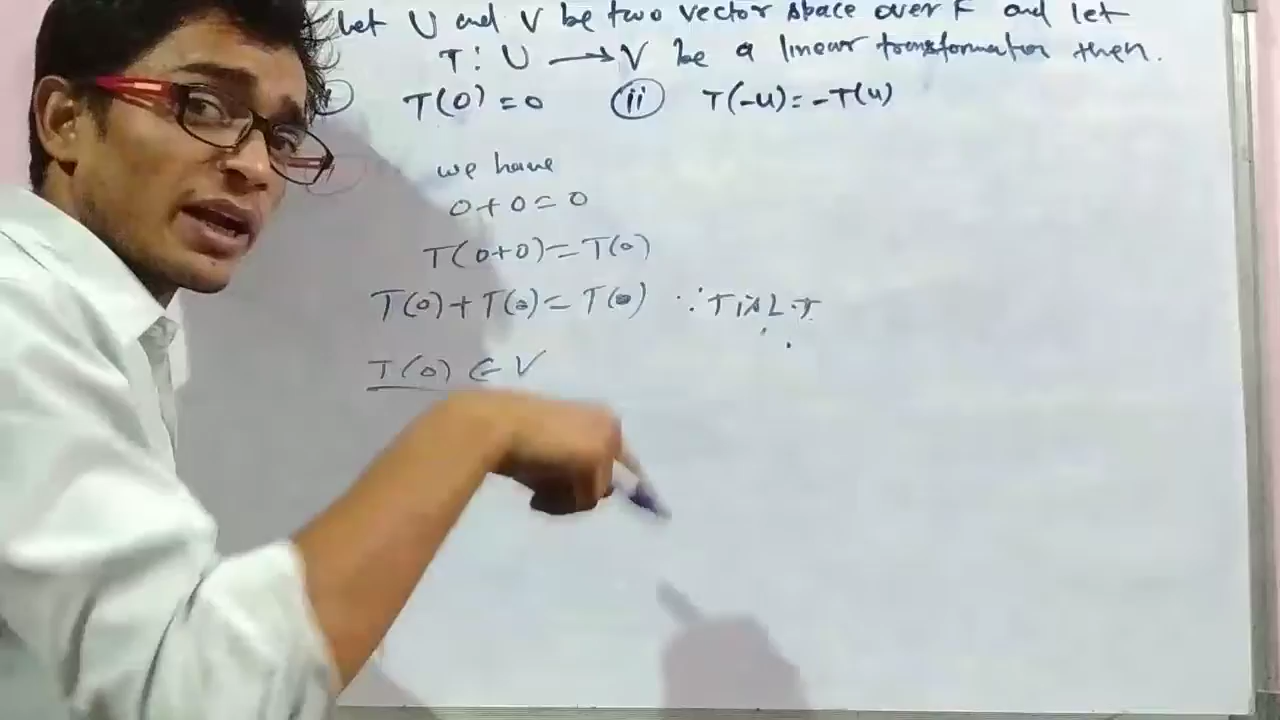 Let U and V be two vector space over F and let
T : U → V be a linear transformation then.
T(0) = 0 (ii) T(-u) = -T(u)
we have
0 + 0 = 0
T(0+0) = T(0)
T(0) + T(0) = T(0) ∵ T is L.T
T(0) ∈ V